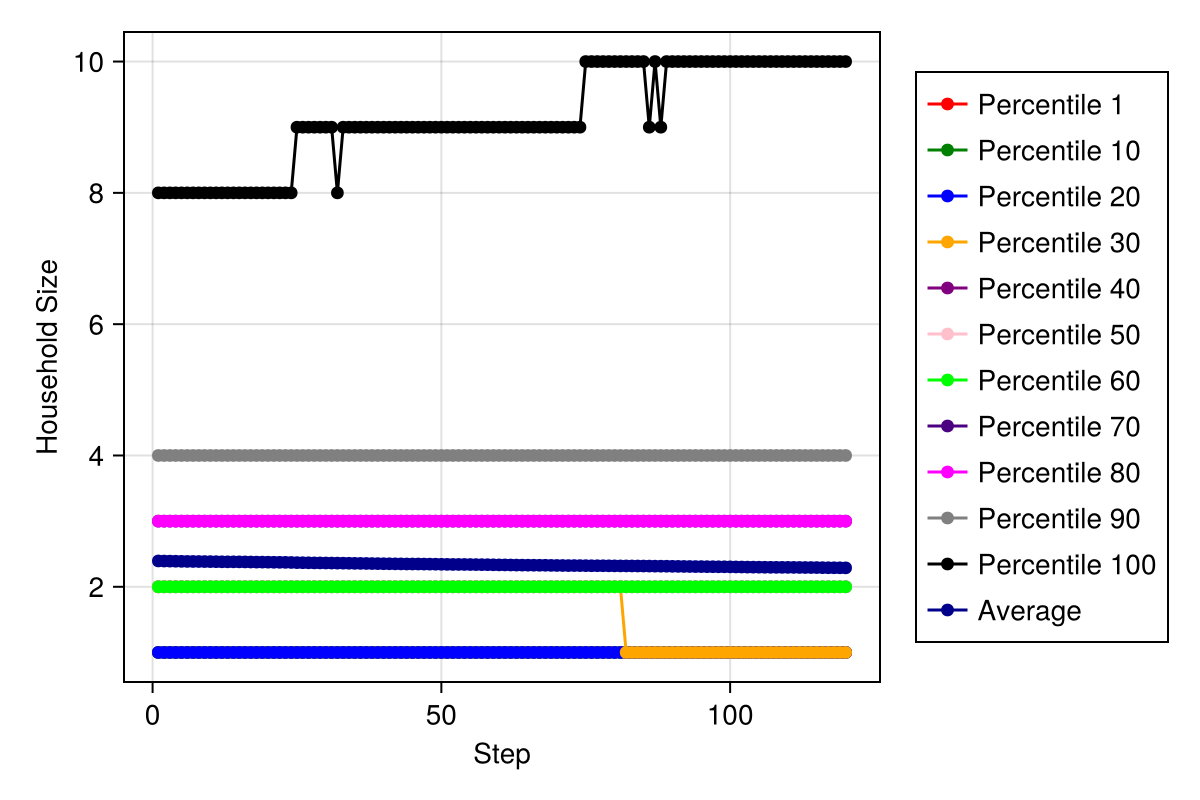 10
8
6
4
2
Household Size
0
50
100
Step
Percentile 1
Percentile 10
Percentile 20
Percentile 30
Percentile 40
Percentile 50
Percentile 60
Percentile 70
Percentile 80
Percentile 90
Percentile 100
Average